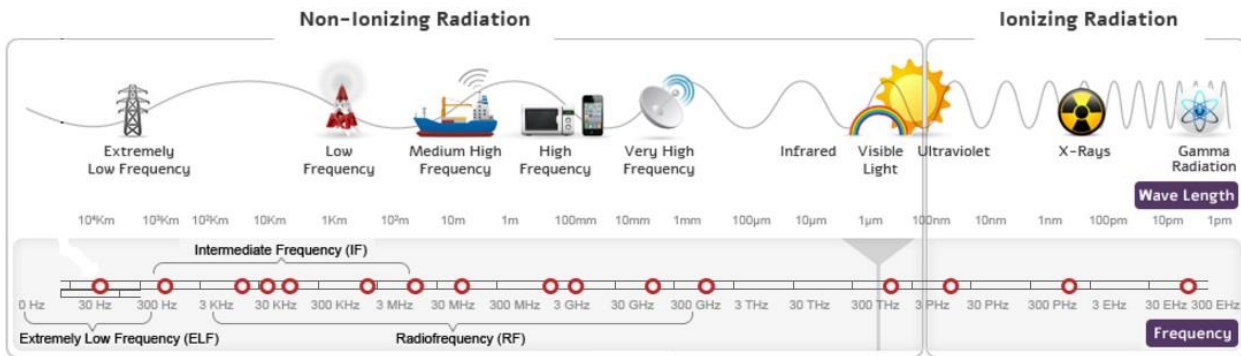 Non-Ionizing Radiation
Ionizing Radiation
Extremely
Low Frequency
Low
Frequency
Medium High
Frequency
High
Frequency
Very High
Frequency
Infrared
Visible
Light
Ultraviolet
X-Rays
Gamma
Radiation
Wave Length
10⁴Km 10³Km 10²Km 10Km 1Km 10²m 10m 1m 100mm 10mm 1mm 100µm 10µm 1µm 100nm 10nm 1nm 100pm 10pm 1pm
Intermediate Frequency (IF)
0 Hz 30 Hz 300 Hz 3 KHz 30 KHz 300 KHz 3 MHz 30 MHz 300 MHz 3 GHz 30 GHz 300 GHz 3 THz 30 THz 300 THz 3 PHz 30 PHz 300 PHz 3 EHz 30 EHz 300 EHz
Extremely Low Frequency (ELF)
Radiofrequency (RF)
Frequency